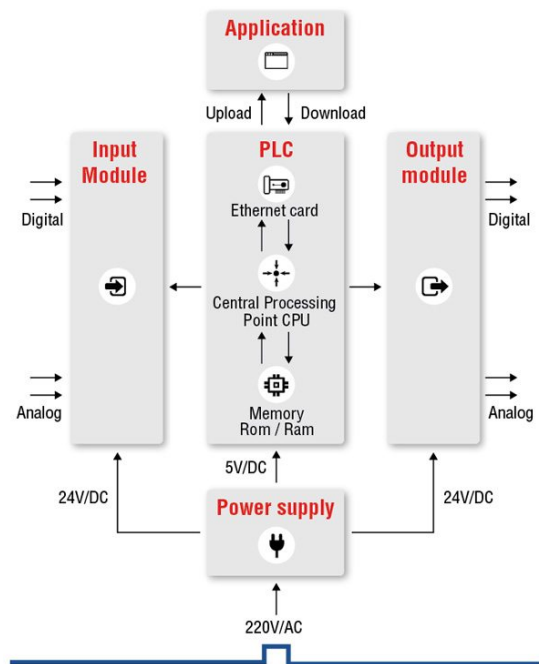 Application
Upload
Download
Input
Module
PLC
Output
module
Ethernet card
Digital
Digital
Central Processing
Point CPU
Analog
Memory
Rom / Ram
Analog
5V/DC
24V/DC
24V/DC
Power supply
220V/AC